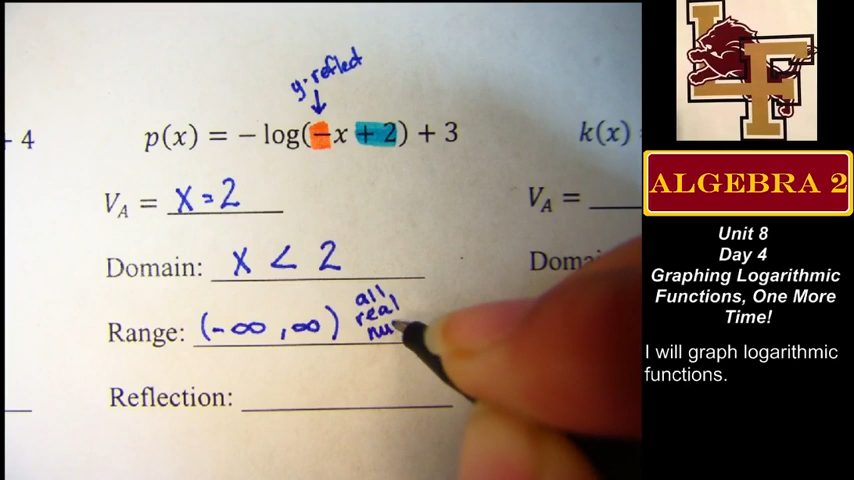 y-reflect
- 4
p(x) = − log(−x + 2) + 3
k(x)
V_A = x = 2
V_A =
Domain: x < 2
Range: (-∞, ∞) all real
Reflection:
LF
ALGEBRA 2
Unit 8
Day 4
Graphing Logarithmic
Functions, One More
Time!
I will graph logarithmic
functions.